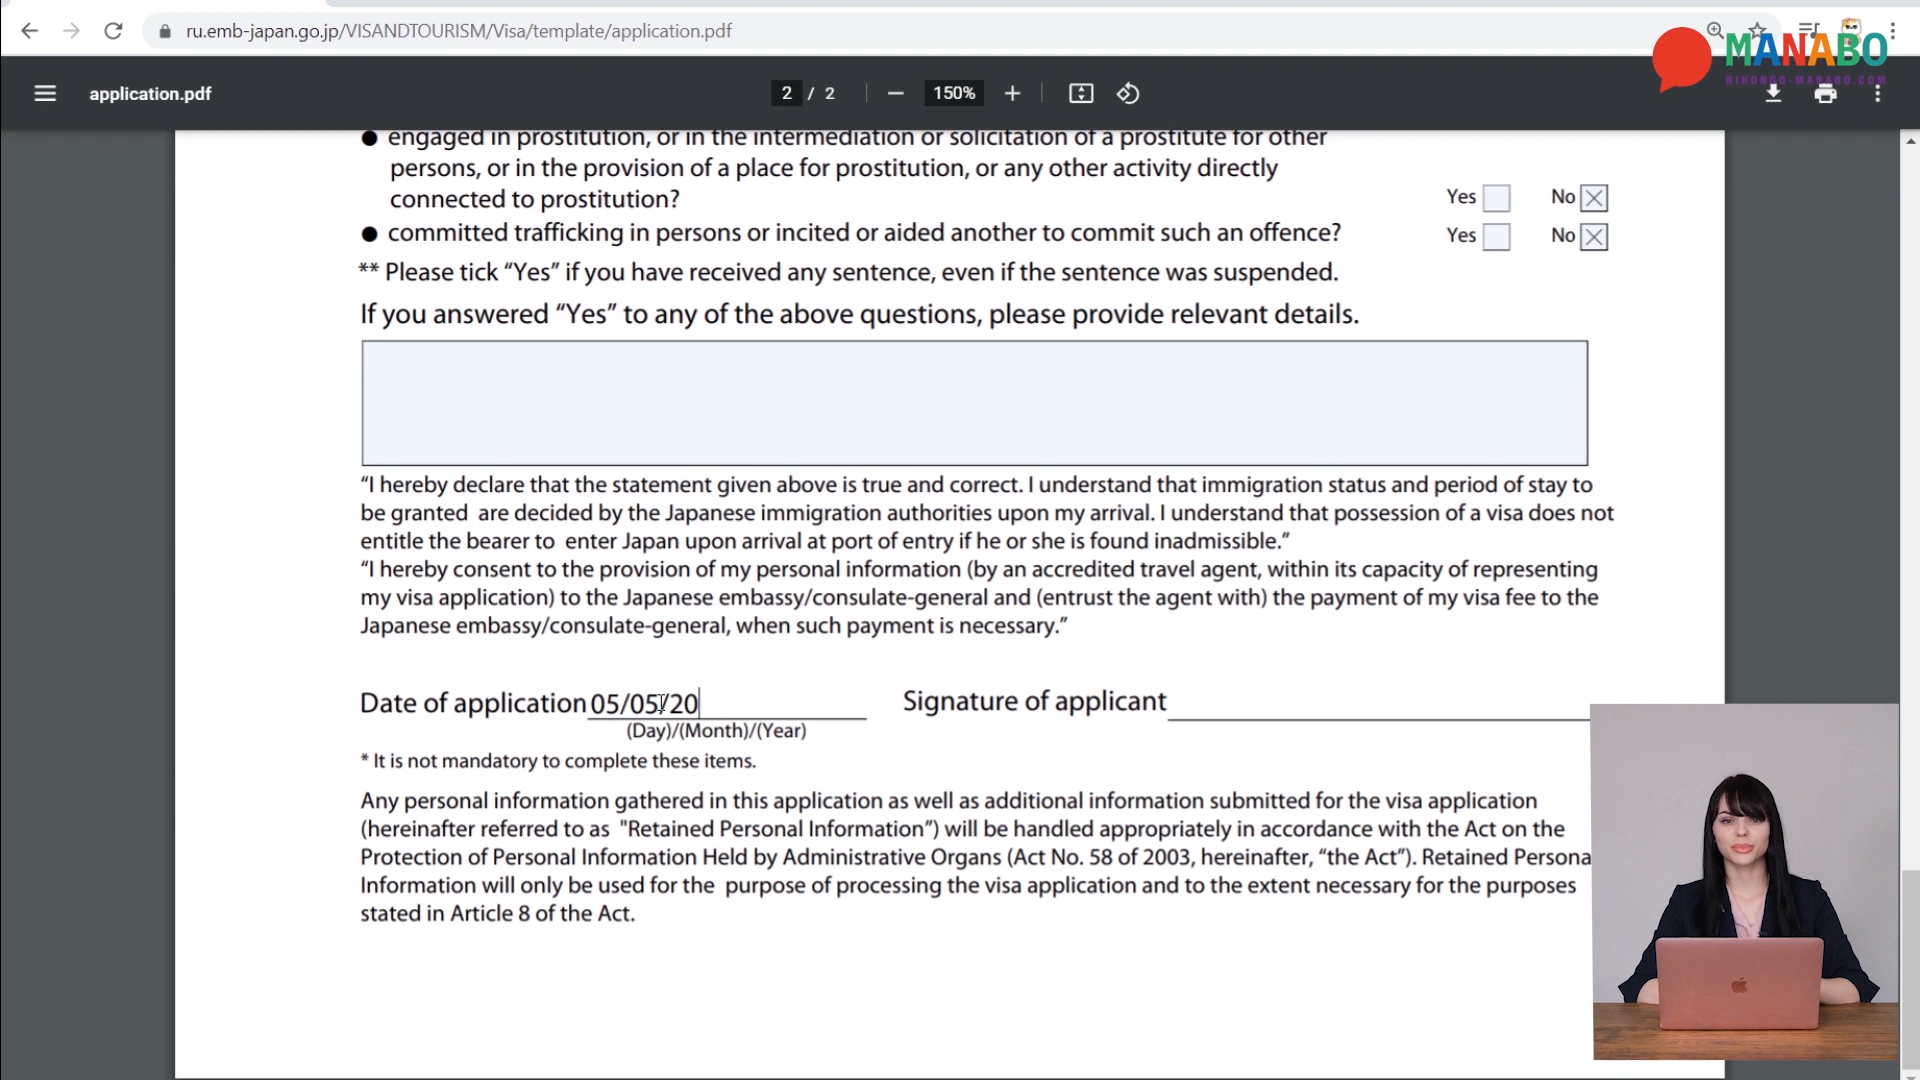 ru.emb-japan.go.jp/VISANDTOURISM/Visa/template/application.pdf
MANABO
NIHONGO-MANABO.COM
application.pdf
2 / 2
150%
● engaged in prostitution, or in the intermediation or solicitation of a prostitute for other
persons, or in the provision of a place for prostitution, or any other activity directly
connected to prostitution? Yes No
● committed trafficking in persons or incited or aided another to commit such an offence? Yes No
** Please tick “Yes” if you have received any sentence, even if the sentence was suspended.
If you answered “Yes” to any of the above questions, please provide relevant details.
“I hereby declare that the statement given above is true and correct. I understand that immigration status and period of stay to
be granted are decided by the Japanese immigration authorities upon my arrival. I understand that possession of a visa does not
entitle the bearer to enter Japan upon arrival at port of entry if he or she is found inadmissible.”
“I hereby consent to the provision of my personal information (by an accredited travel agent, within its capacity of representing
my visa application) to the Japanese embassy/consulate-general and (entrust the agent with) the payment of my visa fee to the
Japanese embassy/consulate-general, when such payment is necessary.”
Date of application 05/05/20 Signature of applicant
(Day)/(Month)/(Year)
* It is not mandatory to complete these items.
Any personal information gathered in this application as well as additional information submitted for the visa application
(hereinafter referred to as "Retained Personal Information”) will be handled appropriately in accordance with the Act on the
Protection of Personal Information Held by Administrative Organs (Act No. 58 of 2003, hereinafter, “the Act”). Retained Persona
Information will only be used for the purpose of processing the visa application and to the extent necessary for the purposes
stated in Article 8 of the Act.